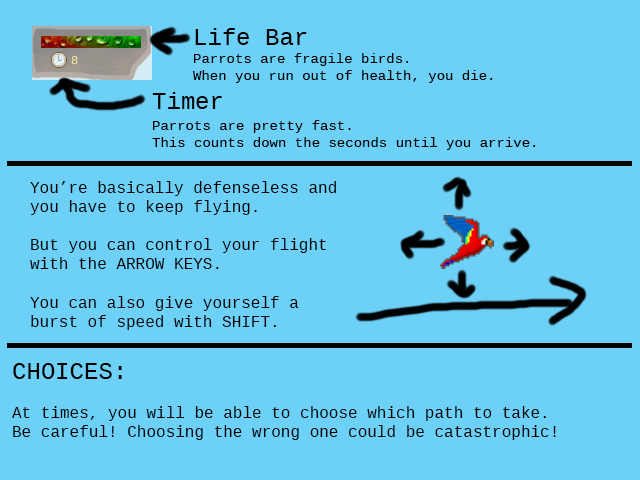 Life Bar
Parrots are fragile birds.
When you run out of health, you die.
8
Timer
Parrots are pretty fast.
This counts down the seconds until you arrive.
You’re basically defenseless and
you have to keep flying.
But you can control your flight
with the ARROW KEYS.
You can also give yourself a
burst of speed with SHIFT.
CHOICES:
At times, you will be able to choose which path to take.
Be careful! Choosing the wrong one could be catastrophic!